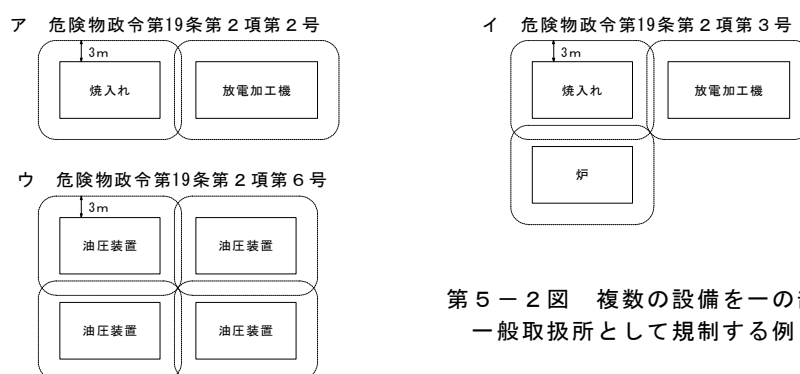 ア 危険物政令第19条第２項第２号
3m
焼入れ
放電加工機
イ 危険物政令第19条第２項第３号
3m
焼入れ
放電加工機
炉
ウ 危険物政令第19条第２項第６号
3m
油圧装置
油圧装置
油圧装置
油圧装置
第５－２図 複数の設備を一の
一般取扱所として規制する例